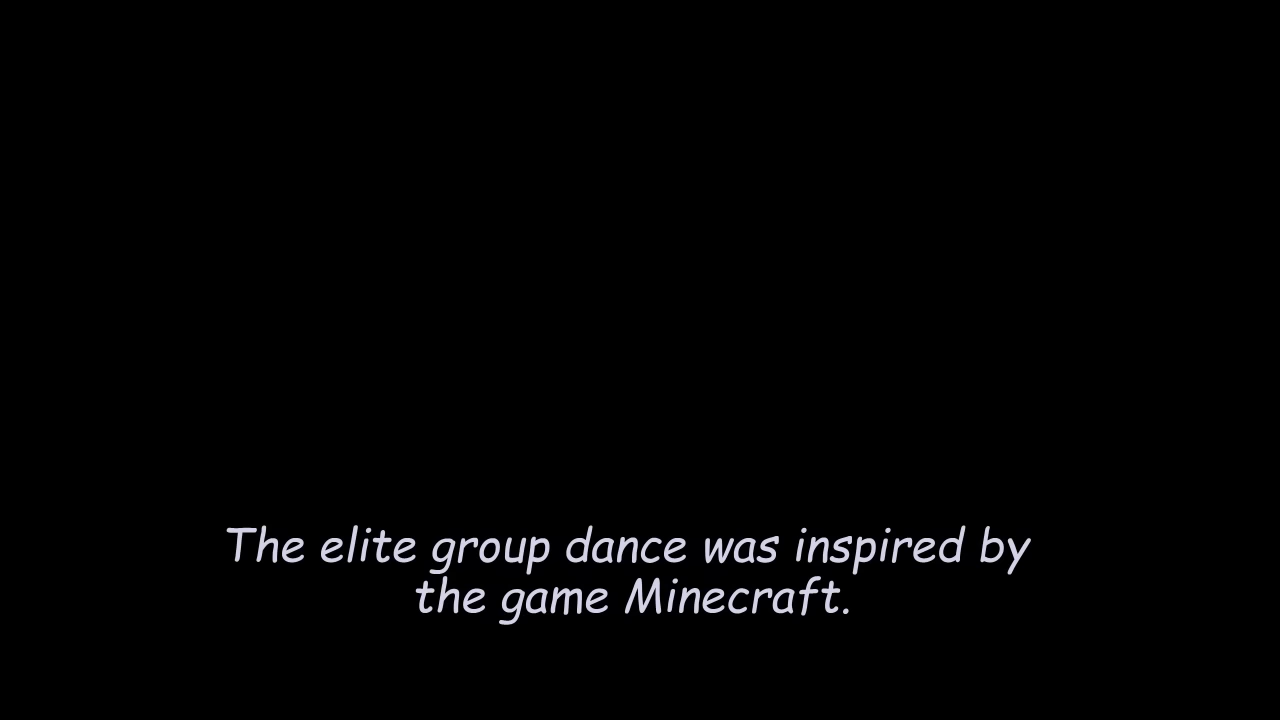 The elite group dance was inspired by
the game Minecraft.